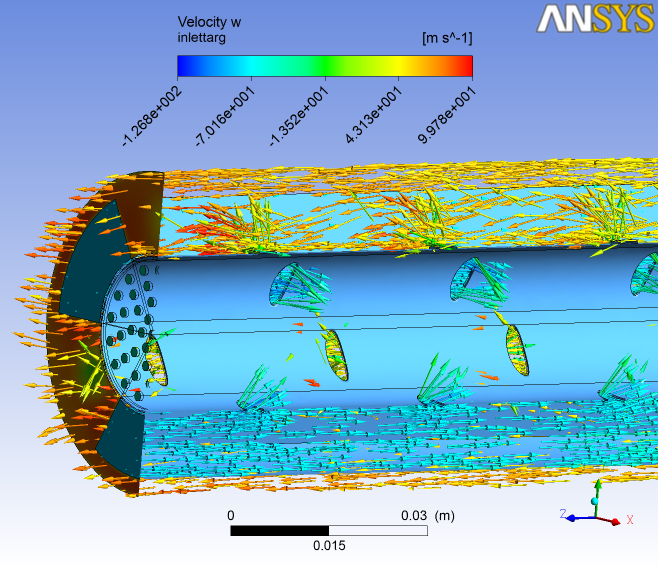 ANSYS
Velocity w
inlettarg
[m s^-1]
-1.268e+002
-7.016e+001
-1.352e+001
4.313e+001
9.978e+001
0 0.03 (m)
0.015
Z X